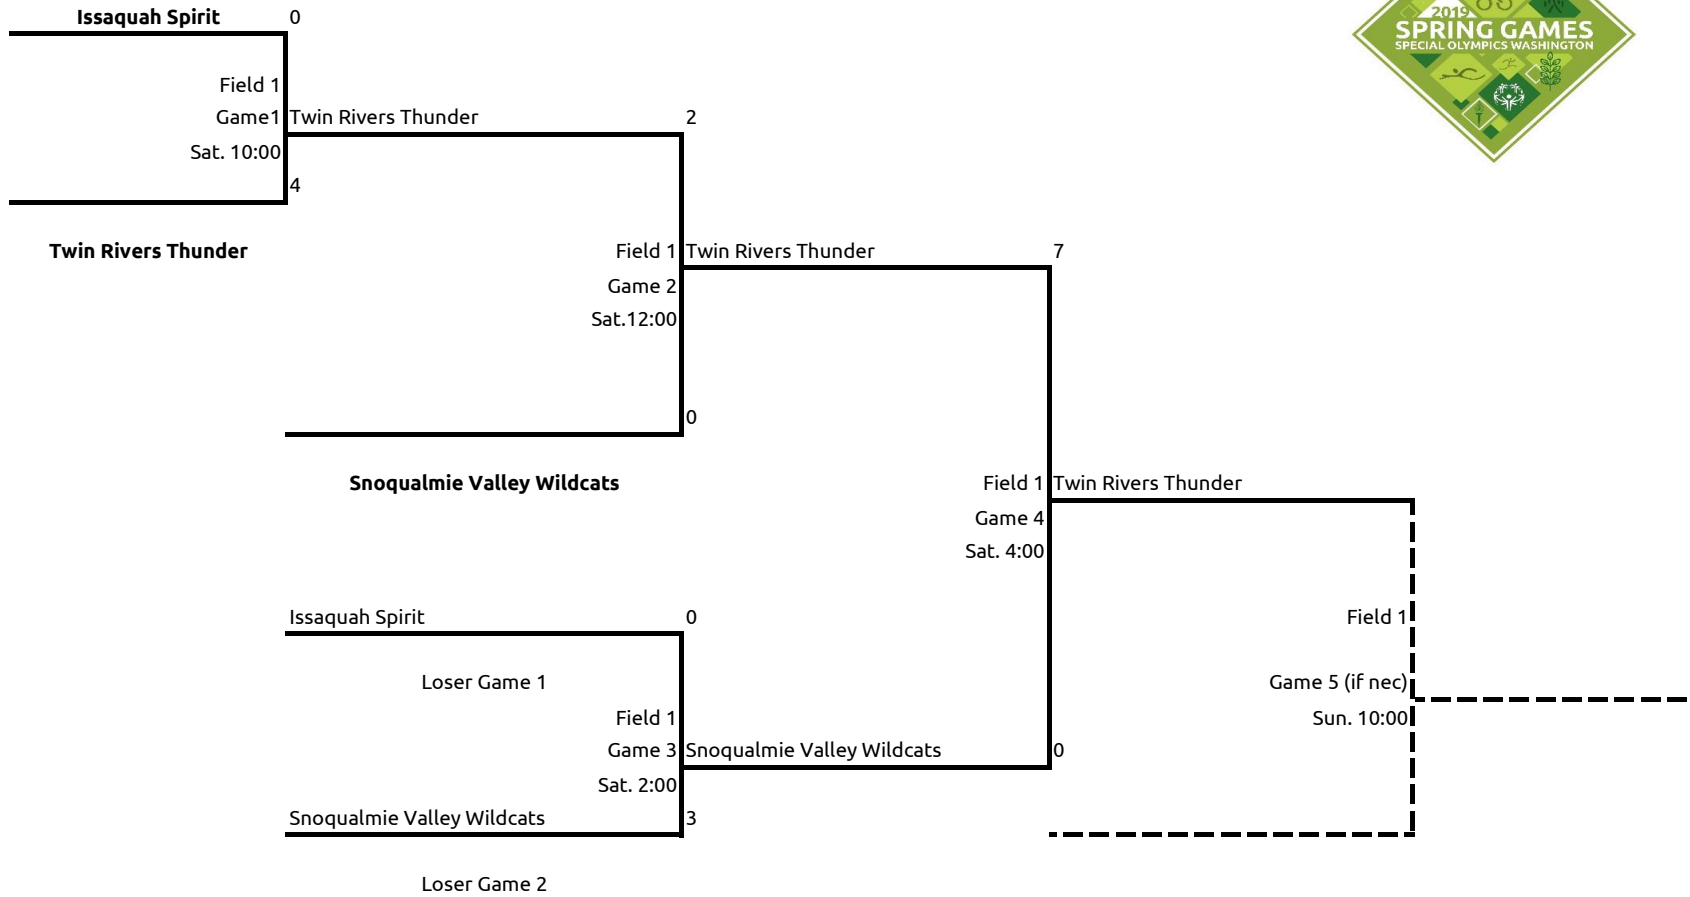 Issaquah Spirit 0
2019
SPRING GAMES
SPECIAL OLYMPICS WASHINGTON
Field 1
Game1 Twin Rivers Thunder 2
Sat. 10:00
4
Twin Rivers Thunder
Field 1 Twin Rivers Thunder 7
Game 2
Sat.12:00
0
Snoqualmie Valley Wildcats
Field 1 Twin Rivers Thunder
Game 4
Sat. 4:00
Issaquah Spirit 0
Field 1
Loser Game 1
Game 5 (if nec)
Field 1
Sun. 10:00
Game 3 Snoqualmie Valley Wildcats 0
Sat. 2:00
Snoqualmie Valley Wildcats 3
Loser Game 2